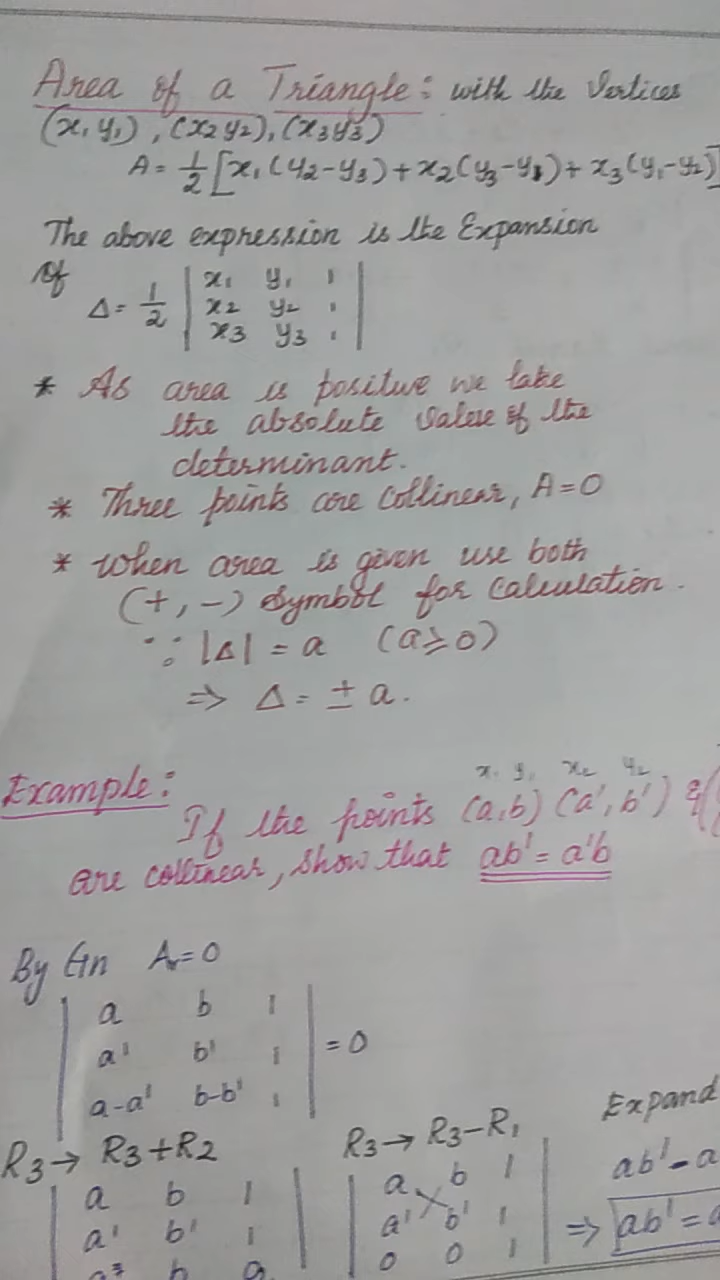 Area of a Triangle: with the Vertices
(x₁ y₁), (x₂ y₂), (x₃ y₃)
A = 1/2 [x₁(y₂-y₃)+x₂(y₃-y₁)+x₃(y₁-y₂)]
The above expression is the Expansion
of
Δ = 1/2 | x₁ y₁ 1 |
| x₂ y₂ 1 |
| x₃ y₃ 1 |
* As area is positive we take
the absolute value of the
determinant.
* Three points are collinear, A=0
* when area is given use both
(+, -) Symbol for calculation.
∵ |Δ| = a (a≥0)
⇒ Δ = ± a.
Example:
x₁ y₁ x₂ y₂
If the points (a,b) (a',b') & (
are collinear, show that ab' = a'b
By Gn Ar=0
| a b 1 |
| a' b' 1 | = 0
| a-a' b-b' 1 |
R₃ → R₃+R₂ R₃ → R₃-R₁ Expand
| a b 1 | | a b 1 | ab' - a
| a' b' 1 | | a' b' 1 | ⇒ ab' = a
b | 0 0 1 |